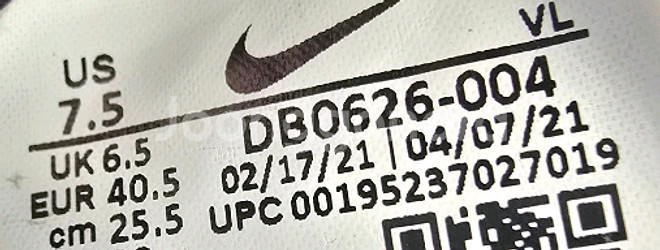 VL
US
7.5
DB0626-004
UK 6.5
02/17/21 | 04/07/21
EUR 40.5
UPC 00195237027019
cm 25.5